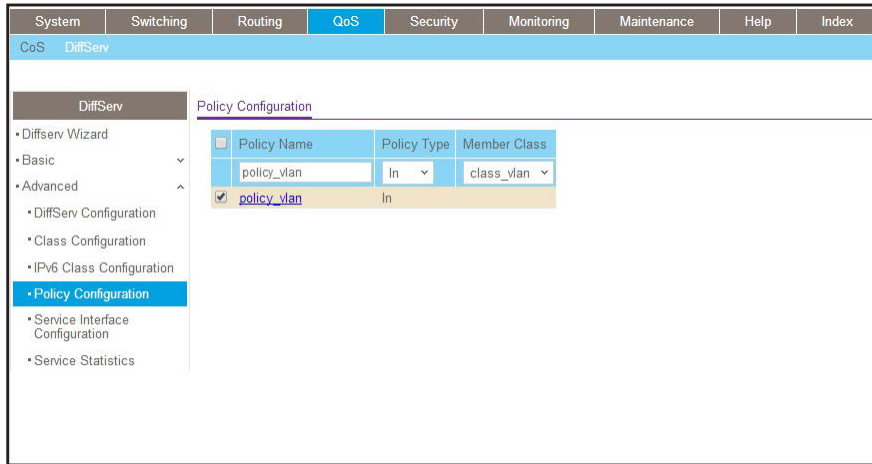 System Switching Routing QoS Security Monitoring Maintenance Help Index
CoS DiffServ
DiffServ
Diffserv Wizard
Basic
Advanced
DiffServ Configuration
Class Configuration
IPv6 Class Configuration
Policy Configuration
Service Interface
Configuration
Service Statistics
Policy Configuration
Policy Name Policy Type Member Class
policy_vlan In class_vlan
policy_vlan In